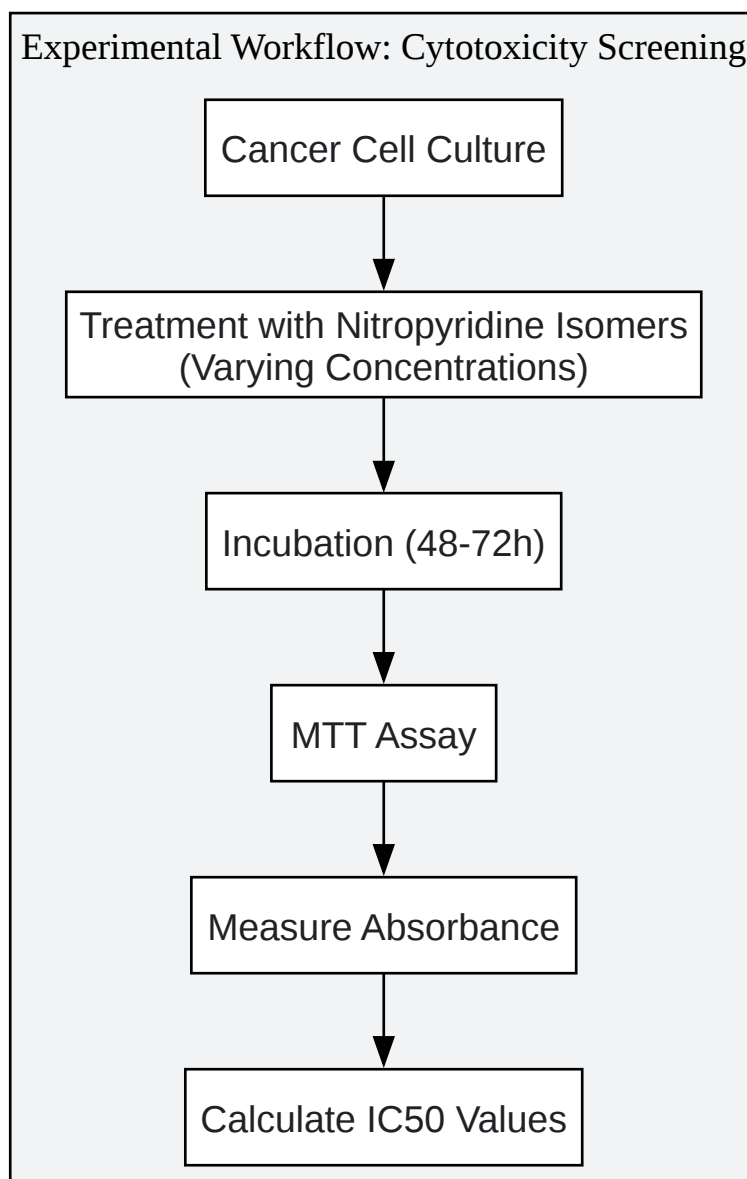 Experimental Workflow: Cytotoxicity Screening
Cancer Cell Culture
Treatment with Nitropyridine Isomers
(Varying Concentrations)
Incubation (48-72h)
MTT Assay
Measure Absorbance
Calculate IC50 Values